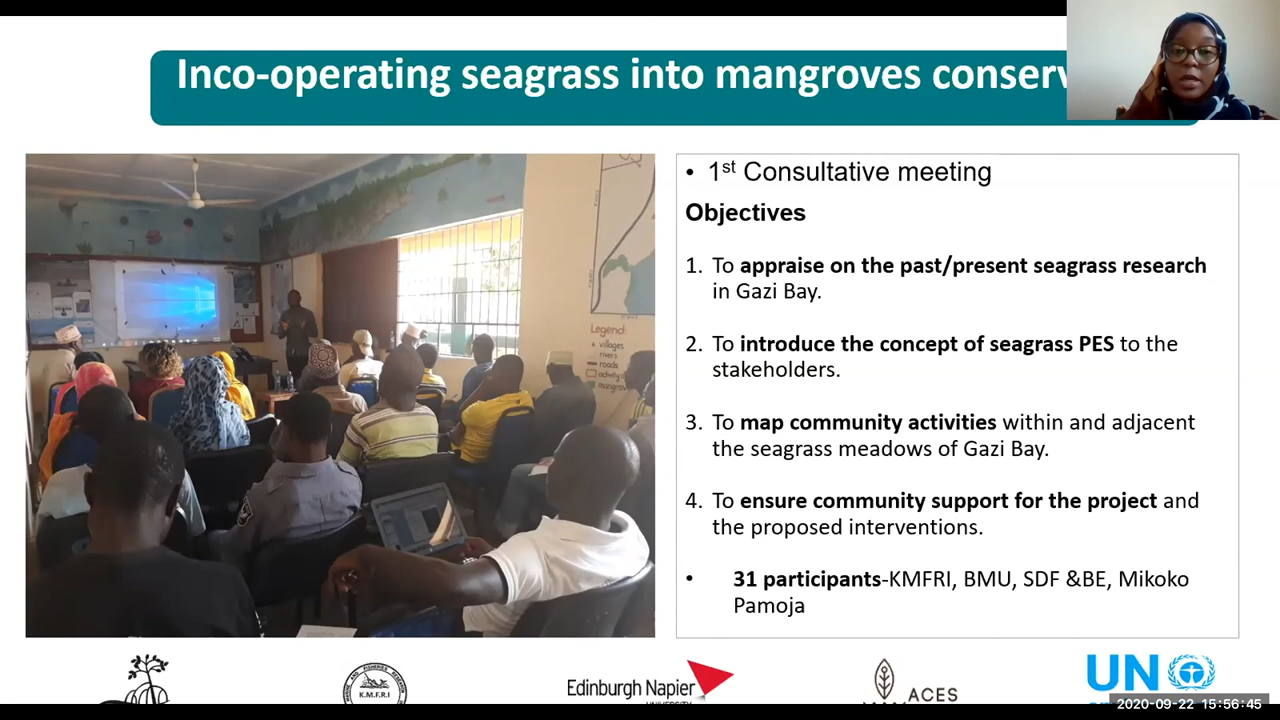 Inco-operating seagrass into mangroves conserv
• 1st Consultative meeting
Objectives
1. To appraise on the past/present seagrass research
in Gazi Bay.
2. To introduce the concept of seagrass PES to the
stakeholders.
3. To map community activities within and adjacent
the seagrass meadows of Gazi Bay.
4. To ensure community support for the project and
the proposed interventions.
• 31 participants-KMFRI, BMU, SDF &BE, Mikoko
Pamoja
Legend:
villages
rivers
roads
K.M.F.R.I
Edinburgh Napier
UNIVERSITY
ACES
UN
2020-09-22 15:56:45